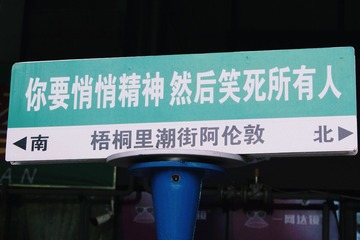 你要悄悄精神 然后笑死所有人
◀南 梧桐里潮街阿伦敦 北▶